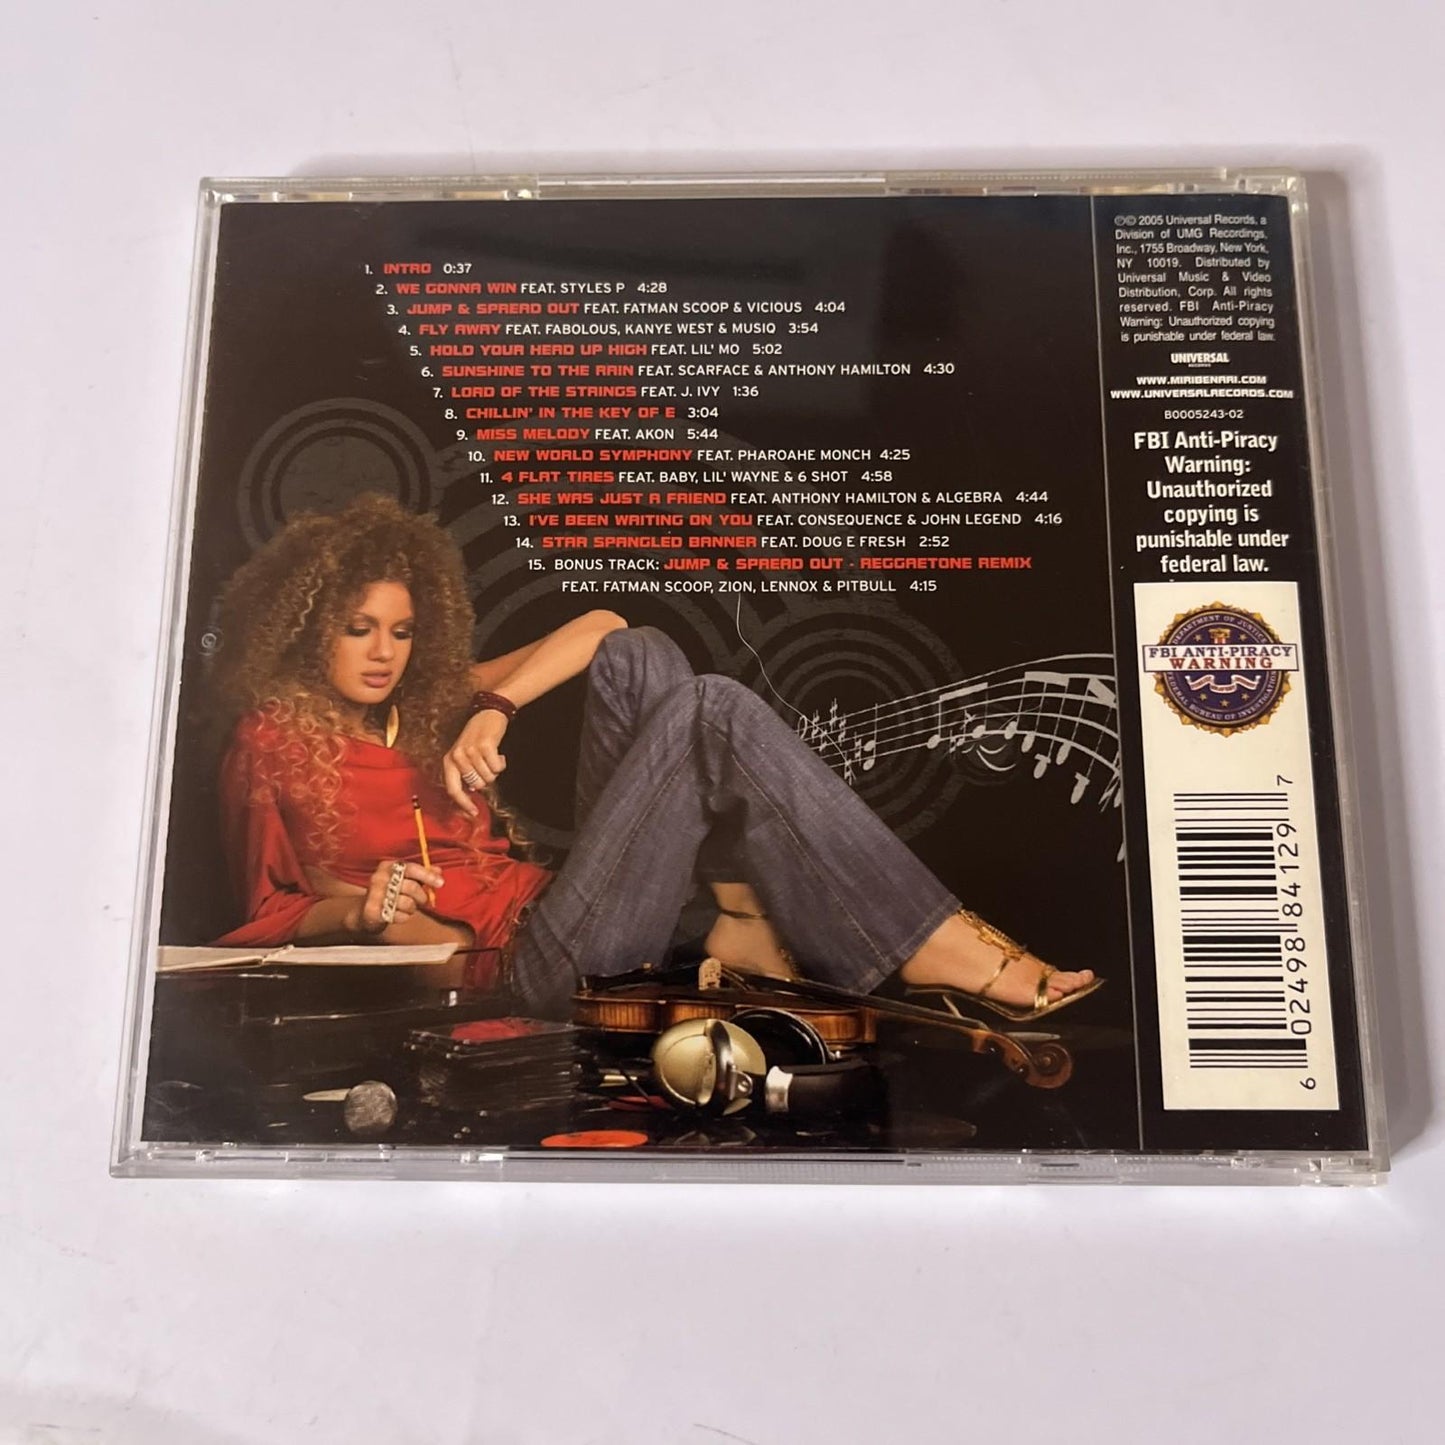 1. INTRO 0:37
2. WE GONNA WIN FEAT. STYLES P 4:28
3. JUMP & SPREAD OUT FEAT. FATMAN SCOOP & VICIOUS 4:04
4. FLY AWAY FEAT. FABOLOUS, KANYE WEST & MUSIQ 3:54
5. HOLD YOUR HEAD UP HIGH FEAT. LIL' MO 5:02
6. SUNSHINE TO THE RAIN FEAT. SCARFACE & ANTHONY HAMILTON 4:30
7. LORD OF THE STRINGS FEAT. J. IVY 1:36
8. CHILLIN' IN THE KEY OF E 3:04
9. MISS MELODY FEAT. AKON 5:44
10. NEW WORLD SYMPHONY FEAT. PHAROAHE MONCH 4:25
11. 4 FLAT TIRES FEAT. BABY, LIL' WAYNE & 6 SHOT 4:58
12. SHE WAS JUST A FRIEND FEAT. ANTHONY HAMILTON & ALGEBRA 4:44
13. I'VE BEEN WAITING ON YOU FEAT. CONSEQUENCE & JOHN LEGEND 4:16
14. STAR SPANGLED BANNER FEAT. DOUG E FRESH 2:52
15. BONUS TRACK: JUMP & SPREAD OUT - REGGAETONE REMIX
FEAT. FATMAN SCOOP, ZION, LENNOX & PITBULL 4:15
℗© 2005 Universal Records, a
Division of UMG Recordings,
Inc., 1755 Broadway, New York,
NY 10019. Distributed by
Universal Music & Video
Distribution, Corp. All rights
reserved. FBI Anti-Piracy
Warning: Unauthorized copying
is punishable under federal law.
UNIVERSAL
RECORDS
WWW.MIRIBENARI.COM
WWW.UNIVERSALRECORDS.COM
B0005243-02
FBI Anti-Piracy
Warning:
Unauthorized
copying is
punishable under
federal law.
DEPARTMENT OF JUSTICE
FBI ANTI-PIRACY
WARNING
FEDERAL BUREAU OF INVESTIGATION
6 02498 84129 7